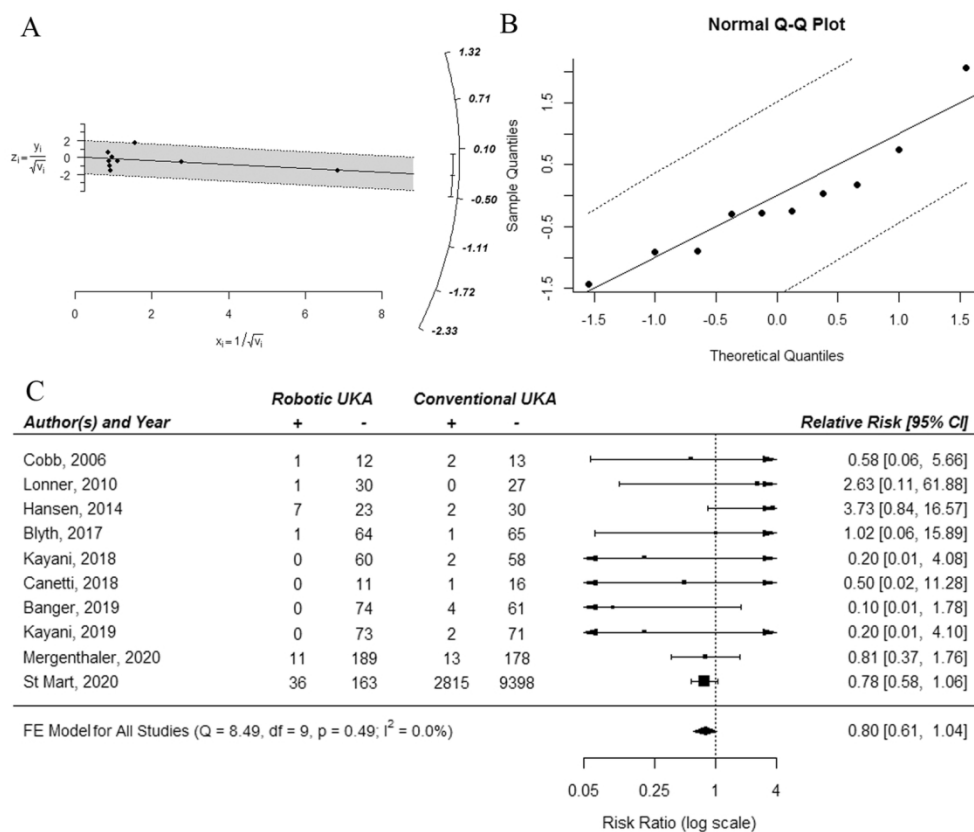 A
1.32
0.71
0.10
-0.50
-1.11
-1.72
-2.33
zᵢ = yᵢ / √vᵢ
2
0
-2
0 2 4 6 8
xᵢ = 1/√vᵢ
B
Normal Q-Q Plot
Sample Quantiles
1.5
0.5
-0.5
-1.5
-1.5 -1.0 -0.5 0.0 0.5 1.0 1.5
Theoretical Quantiles
C
Robotic UKA Conventional UKA
Author(s) and Year + - + - Relative Risk [95% CI]
Cobb, 2006 1 12 2 13 0.58 [0.06, 5.66]
Lonner, 2010 1 30 0 27 2.63 [0.11, 61.88]
Hansen, 2014 7 23 2 30 3.73 [0.84, 16.57]
Blyth, 2017 1 64 1 65 1.02 [0.06, 15.89]
Kayani, 2018 0 60 2 58 0.20 [0.01, 4.08]
Canetti, 2018 0 11 1 16 0.50 [0.02, 11.28]
Banger, 2019 0 74 4 61 0.10 [0.01, 1.78]
Kayani, 2019 0 73 2 71 0.20 [0.01, 4.10]
Mergenthaler, 2020 11 189 13 178 0.81 [0.37, 1.76]
St Mart, 2020 36 163 2815 9398 0.78 [0.58, 1.06]
FE Model for All Studies (Q = 8.49, df = 9, p = 0.49; I² = 0.0%) 0.80 [0.61, 1.04]
0.05 0.25 1 4
Risk Ratio (log scale)